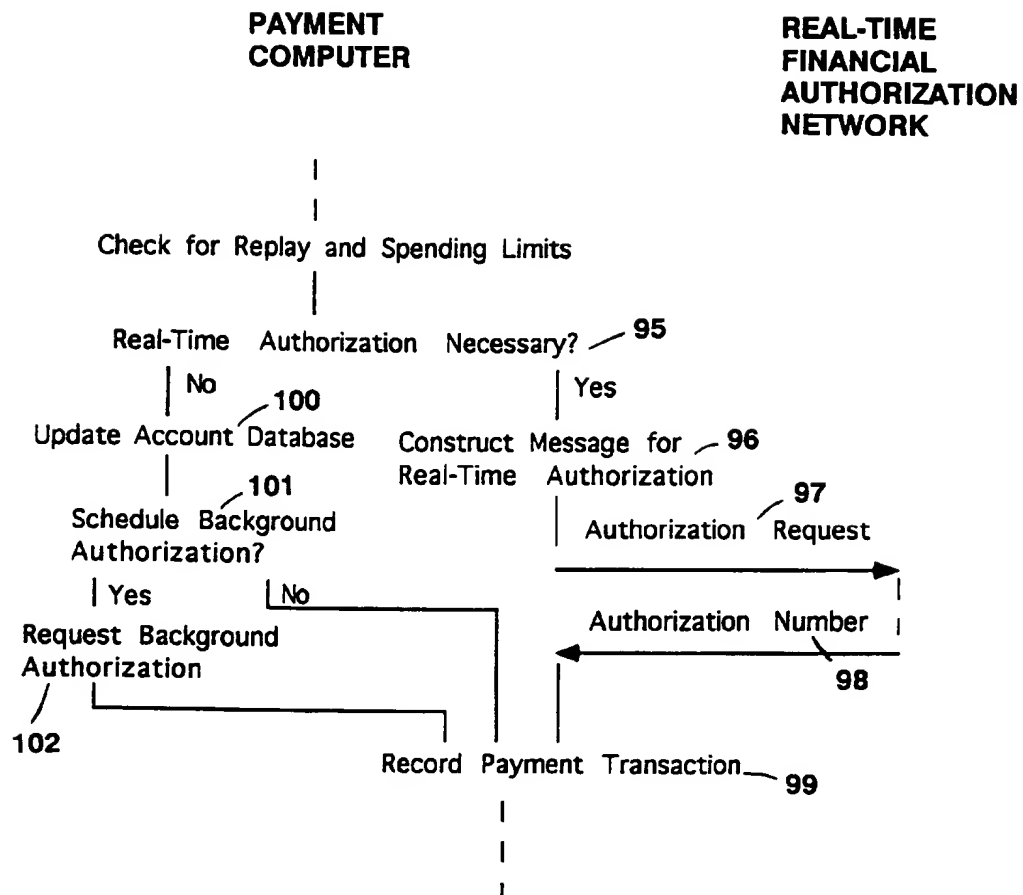 PAYMENT
COMPUTER
REAL-TIME
FINANCIAL
AUTHORIZATION
NETWORK
Check for Replay and Spending Limits
Real-Time Authorization Necessary?
95
No
Yes
100
Update Account Database
Construct Message for
Real-Time Authorization
96
101
Schedule Background
Authorization?
97
Authorization Request
Yes
No
Request Background
Authorization
102
Authorization Number
98
Record Payment Transaction
99